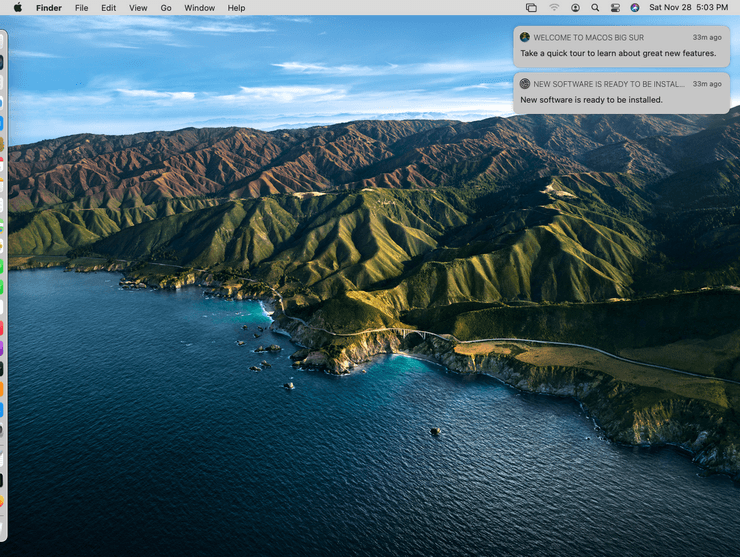 Finder File Edit View Go Window Help Sat Nov 28 5:03 PM
WELCOME TO MACOS BIG SUR 33m ago
Take a quick tour to learn about great new features.
NEW SOFTWARE IS READY TO BE INSTAL... 33m ago
New software is ready to be installed.